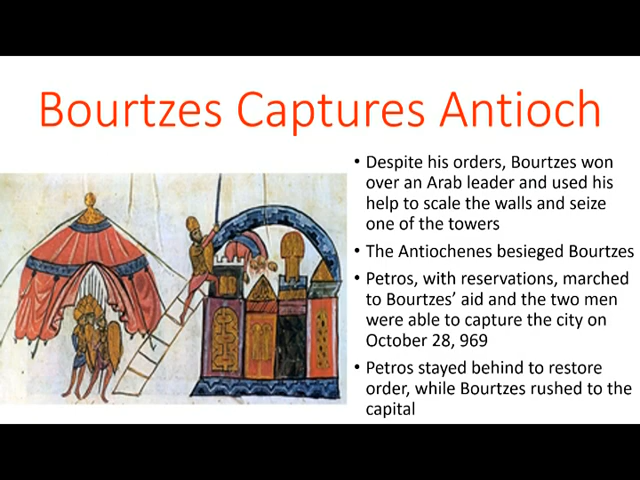 Bourtzes Captures Antioch
• Despite his orders, Bourtzes won
over an Arab leader and used his
help to scale the walls and seize
one of the towers
• The Antiochenes besieged Bourtzes
• Petros, with reservations, marched
to Bourtzes’ aid and the two men
were able to capture the city on
October 28, 969
• Petros stayed behind to restore
order, while Bourtzes rushed to the
capital